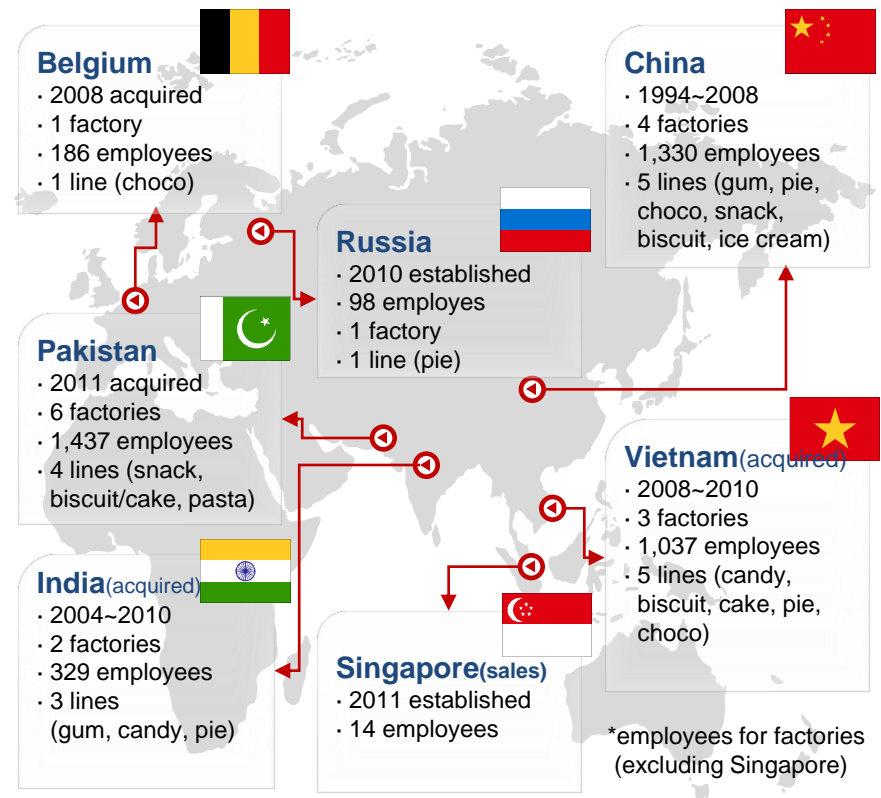 Belgium
· 2008 acquired
· 1 factory
· 186 employees
· 1 line (choco)
China
· 1994~2008
· 4 factories
· 1,330 employees
· 5 lines (gum, pie,
choco, snack,
biscuit, ice cream)
Russia
· 2010 established
· 98 employes
· 1 factory
· 1 line (pie)
Pakistan
· 2011 acquired
· 6 factories
· 1,437 employees
· 4 lines (snack,
biscuit/cake, pasta)
Vietnam(acquired)
· 2008~2010
· 3 factories
· 1,037 employees
· 5 lines (candy,
biscuit, cake, pie,
choco)
India(acquired)
· 2004~2010
· 2 factories
· 329 employees
· 3 lines
(gum, candy, pie)
Singapore(sales)
· 2011 established
· 14 employees
*employees for factories
(excluding Singapore)